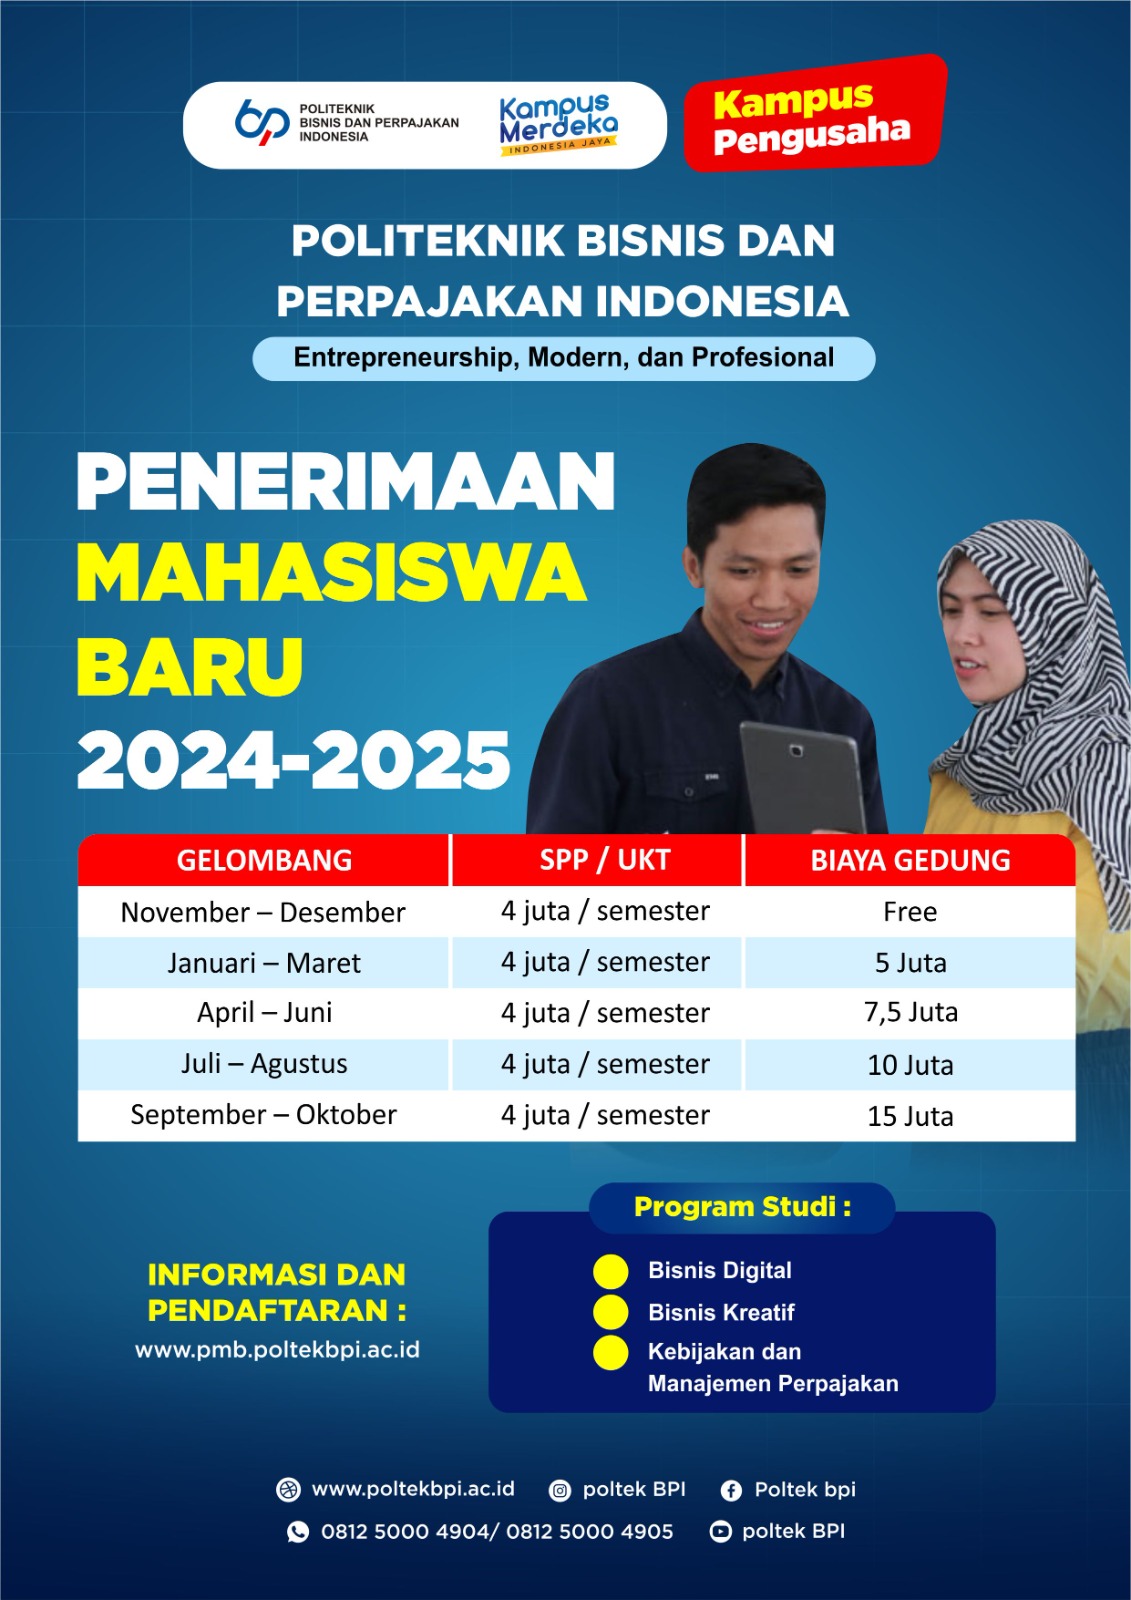 POLITEKNIK
BISNIS DAN PERPAJAKAN
INDONESIA
Kampus
Merdeka
INDONESIA JAYA
Kampus
Pengusaha
POLITEKNIK BISNIS DAN
PERPAJAKAN INDONESIA
Entrepreneurship, Modern, dan Profesional
PENERIMAAN
MAHASISWA
BARU
2024-2025
GELOMBANG SPP / UKT BIAYA GEDUNG
November – Desember 4 juta / semester Free
Januari – Maret 4 juta / semester 5 Juta
April – Juni 4 juta / semester 7,5 Juta
Juli – Agustus 4 juta / semester 10 Juta
September – Oktober 4 juta / semester 15 Juta
INFORMASI DAN
PENDAFTARAN :
www.pmb.poltekbpi.ac.id
Program Studi :
Bisnis Digital
Bisnis Kreatif
Kebijakan dan
Manajemen Perpajakan
www.poltekbpi.ac.id poltek BPI Poltek bpi
0812 5000 4904/ 0812 5000 4905 poltek BPI